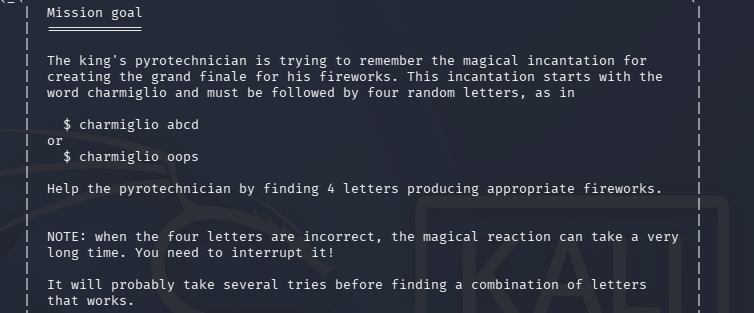 Mission goal
============
The king's pyrotechnician is trying to remember the magical incantation for
creating the grand finale for his fireworks. This incantation starts with the
word charmiglio and must be followed by four random letters, as in
$ charmiglio abcd
or
$ charmiglio oops
Help the pyrotechnician by finding 4 letters producing appropriate fireworks.
NOTE: when the four letters are incorrect, the magical reaction can take a very
long time. You need to interrupt it!
It will probably take several tries before finding a combination of letters
that works.
KALI